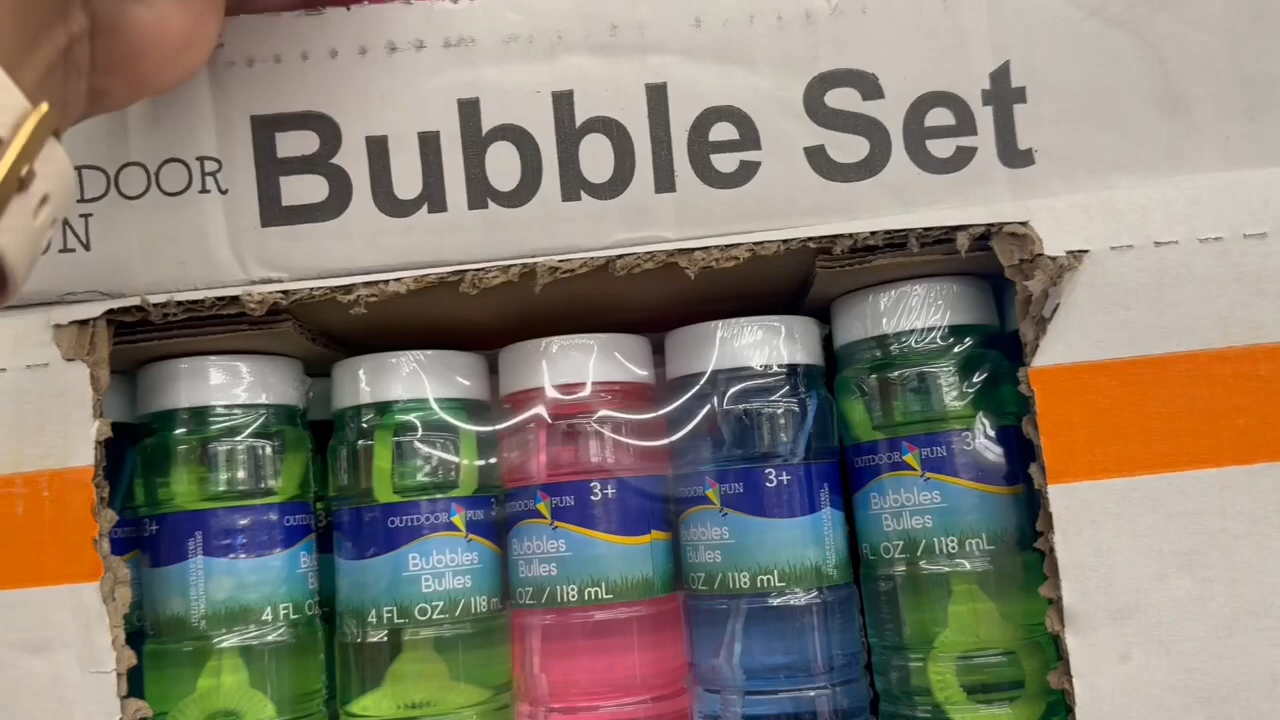 Bubble Set
DOOR
UN
3+
OUTDOOR
4 FL. OZ.
OUTDOOR FUN
Bubbles
Bulles
4 FL. OZ. / 118 mL
OUTDOOR FUN 3+
Bubbles
Bulles
OZ. / 118 mL
DOOR FUN 3+
Bubbles
Bulles
OZ. / 118 mL
OUTDOOR FUN 3+
Bubbles
Bulles
FL. OZ. / 118 mL